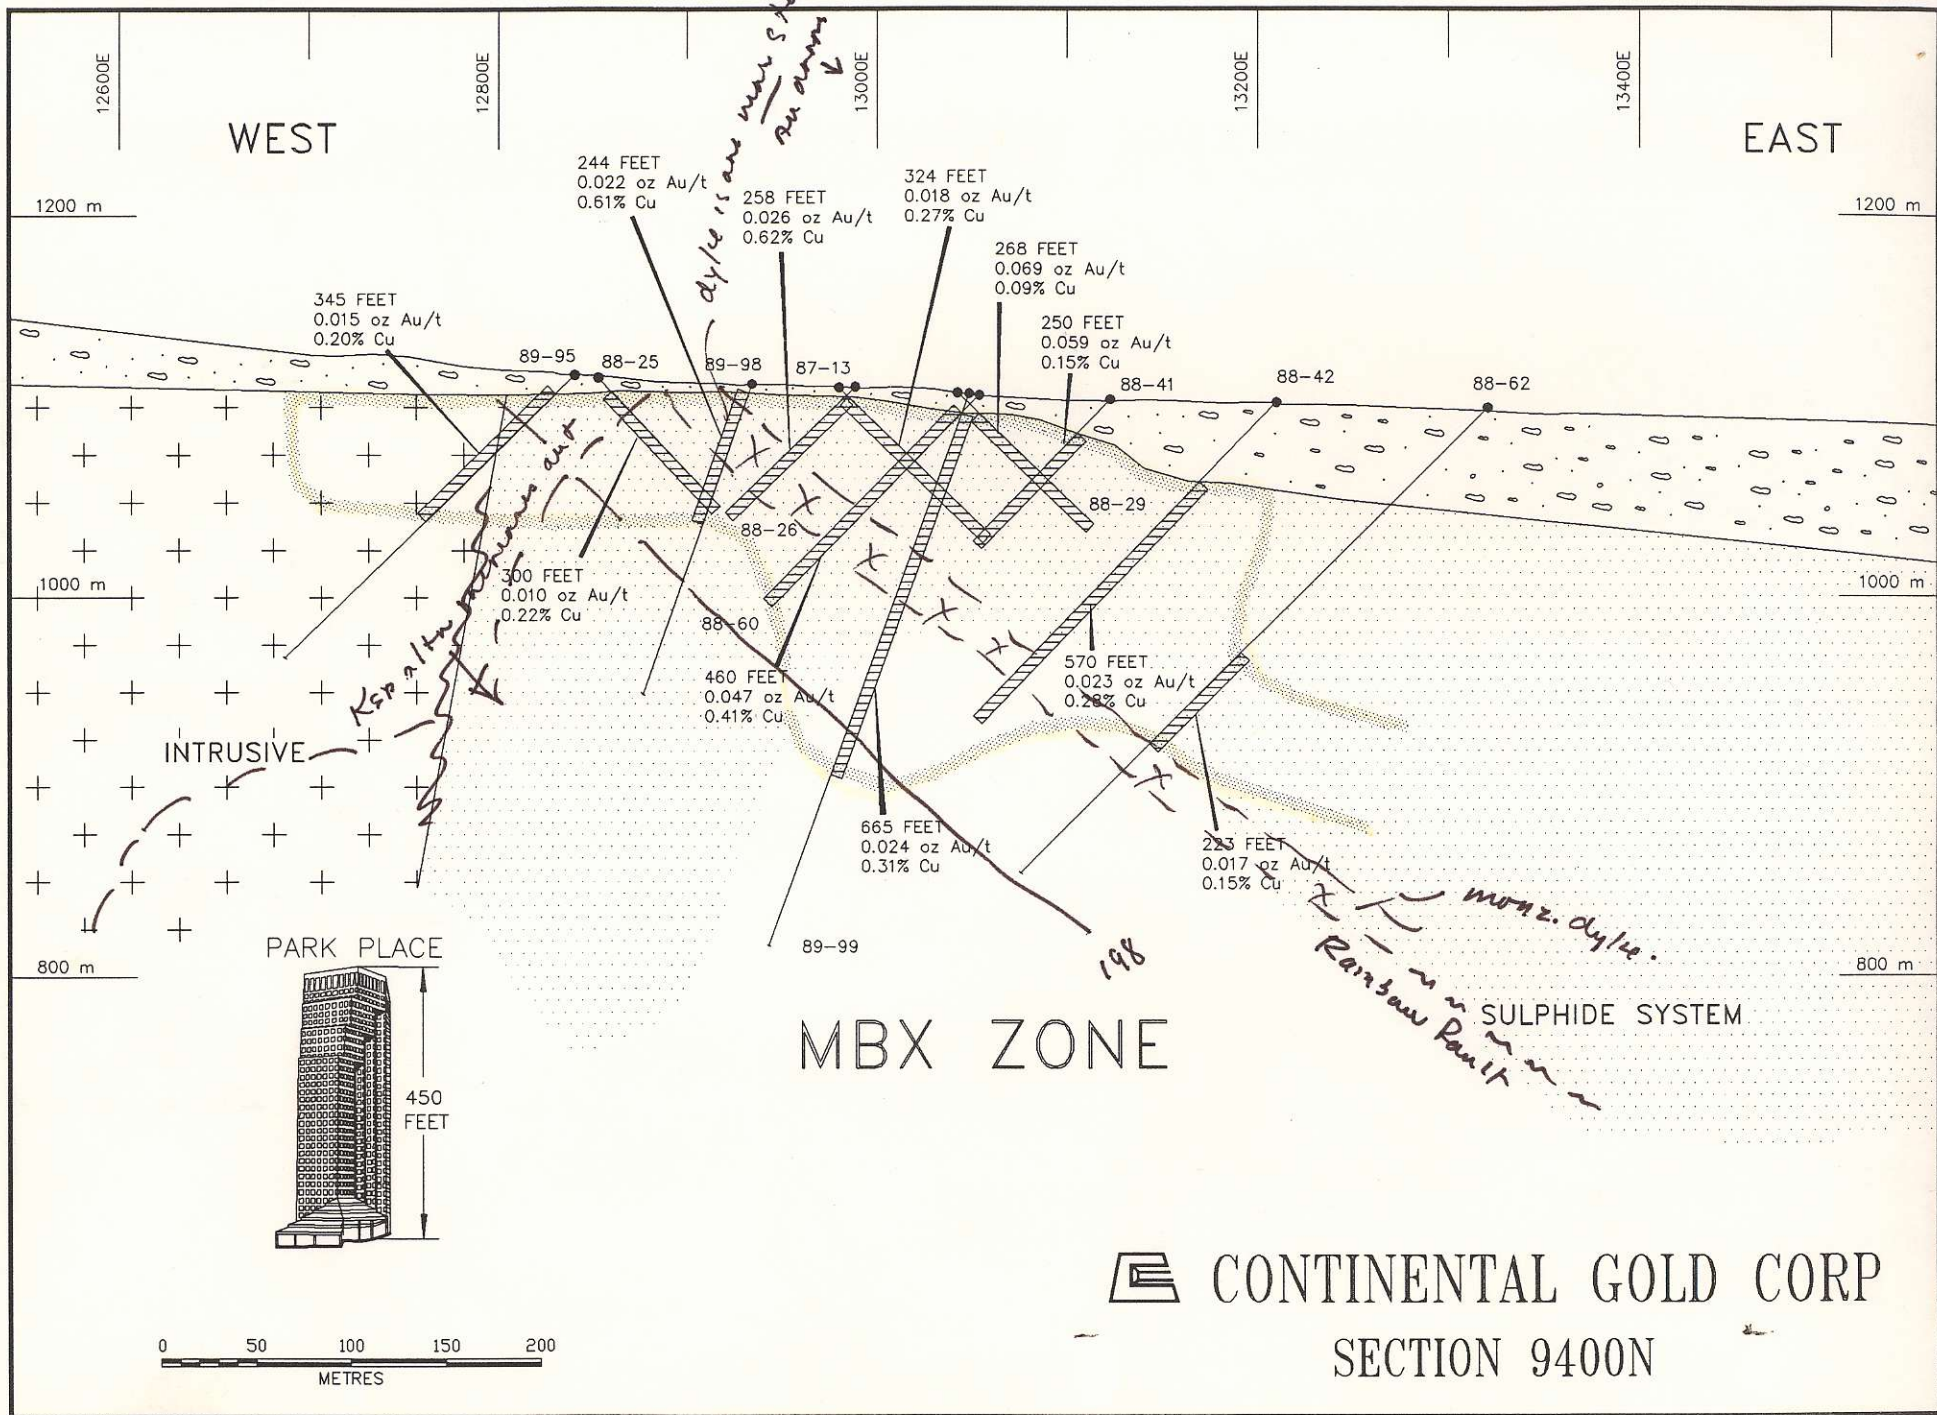 12600E
12800E
13000E
13200E
13400E
WEST
EAST
1200 m
1200 m
dyke is
244 FEET
0.022 oz Au/t
0.61% Cu
258 FEET
0.026 oz Au/t
0.62% Cu
324 FEET
0.018 oz Au/t
0.27% Cu
268 FEET
0.069 oz Au/t
0.09% Cu
345 FEET
0.015 oz Au/t
0.20% Cu
250 FEET
0.059 oz Au/t
0.15% Cu
89-95
88-25
89-98
87-13
88-41
88-42
88-62
88-26
88-29
1000 m
1000 m
300 FEET
0.010 oz Au/t
0.22% Cu
88-60
460 FEET
0.047 oz Au/t
0.41% Cu
570 FEET
0.023 oz Au/t
0.28% Cu
INTRUSIVE
665 FEET
0.024 oz Au/t
0.31% Cu
223 FEET
0.017 oz Au/t
0.15% Cu
monz. dyke.
Rainbow Fault
89-99
198
800 m
800 m
PARK PLACE
450
FEET
SULPHIDE SYSTEM
MBX ZONE
CONTINENTAL GOLD CORP
SECTION 9400N
0 50 100 150 200
METRES